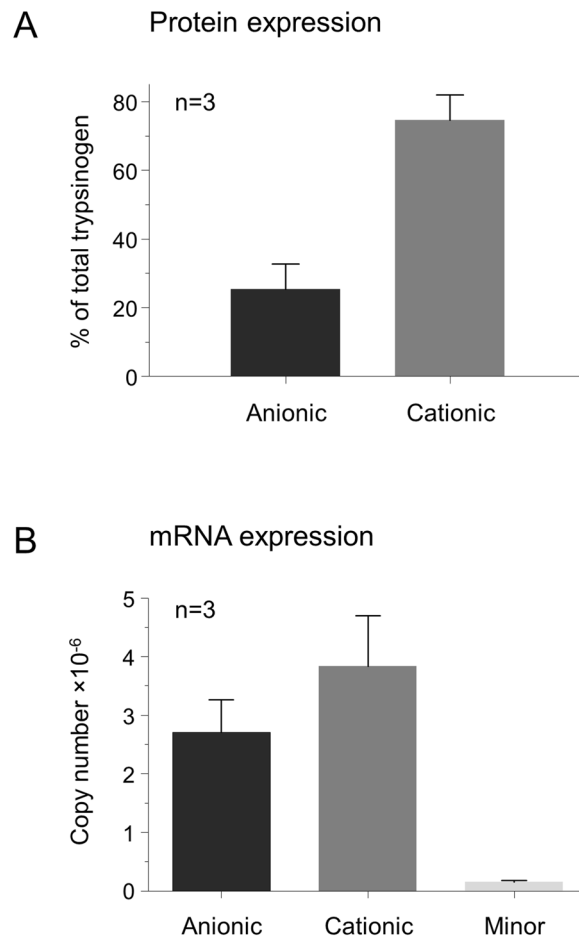 A
Protein expression
n=3
% of total trypsinogen
80
60
40
20
0
Anionic Cationic
B
mRNA expression
n=3
Copy number ×10⁻⁶
5
4
3
2
1
0
Anionic Cationic Minor